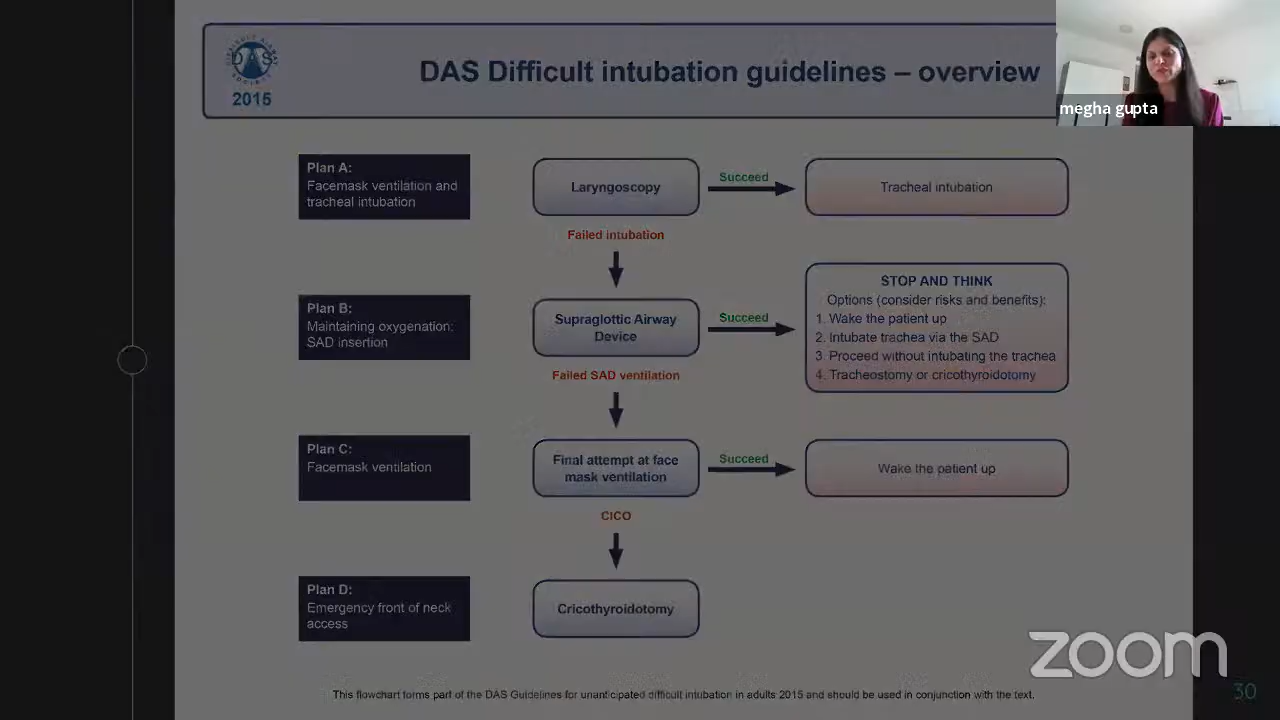 DAS Difficult intubation guidelines – overview
DAS
2015
megha gupta
Plan A:
Facemask ventilation and
tracheal intubation
Laryngoscopy
Succeed
Tracheal intubation
Failed intubation
Plan B:
Maintaining oxygenation:
SAD insertion
Supraglottic Airway
Device
Succeed
STOP AND THINK
Options (consider risks and benefits):
1. Wake the patient up
2. Intubate trachea via the SAD
3. Proceed without intubating the trachea
4. Tracheostomy or cricothyroidotomy
Failed SAD ventilation
Plan C:
Facemask ventilation
Final attempt at face
mask ventilation
Succeed
Wake the patient up
CICO
Plan D:
Emergency front of neck
access
Cricothyroidotomy
This flowchart forms part of the DAS Guidelines for unanticipated difficult intubation in adults 2015 and should be used in conjunction with the text.
zoom
30